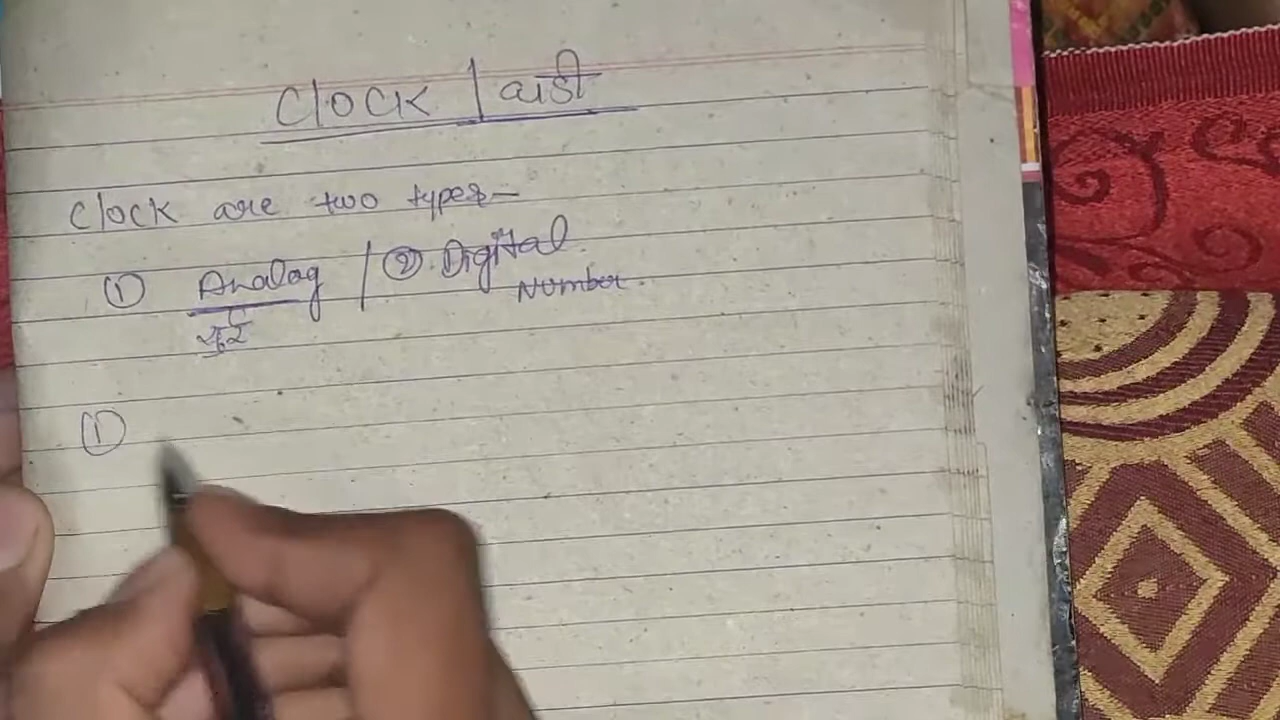 Clock | घडी
Clock are two types-
① Analog / ② Digital
सुई Number
①